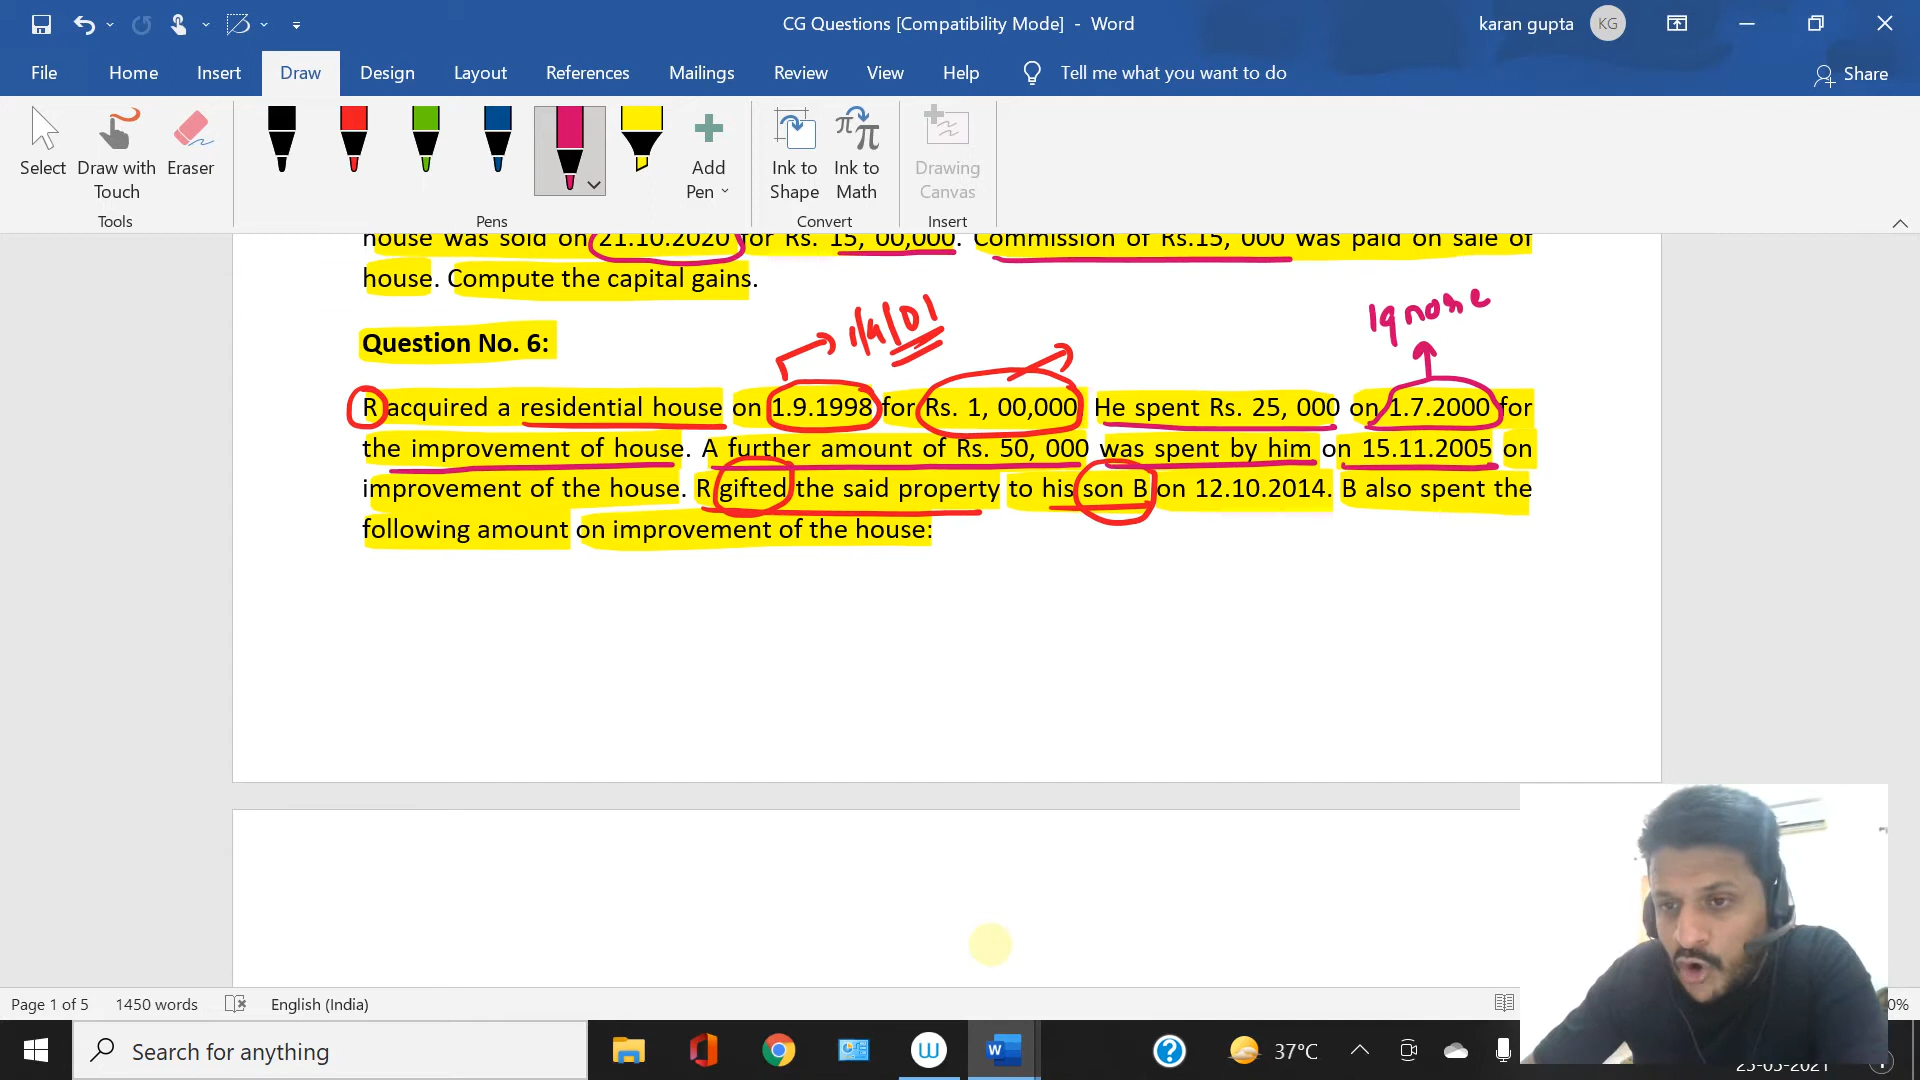 CG Questions [Compatibility Mode] - Word
karan gupta
KG
File
Home
Insert
Draw
Design
Layout
References
Mailings
Review
View
Help
Tell me what you want to do
Share
Select
Draw with
Touch
Eraser
Add
Pen
Ink to
Shape
Ink to
Math
Drawing
Canvas
Tools
Pens
Convert
Insert
house was sold on 21.10.2020 for Rs. 15, 00,000. Commission of Rs.15, 000 was paid on sale of
house. Compute the capital gains.
Question No. 6:
1/4/01
Ignore
R acquired a residential house on 1.9.1998 for Rs. 1, 00,000. He spent Rs. 25, 000 on 1.7.2000 for
the improvement of house. A further amount of Rs. 50, 000 was spent by him on 15.11.2005 on
improvement of the house. R gifted the said property to his son B on 12.10.2014. B also spent the
following amount on improvement of the house:
Page 1 of 5
1450 words
English (India)
0%
Search for anything
W
37°C